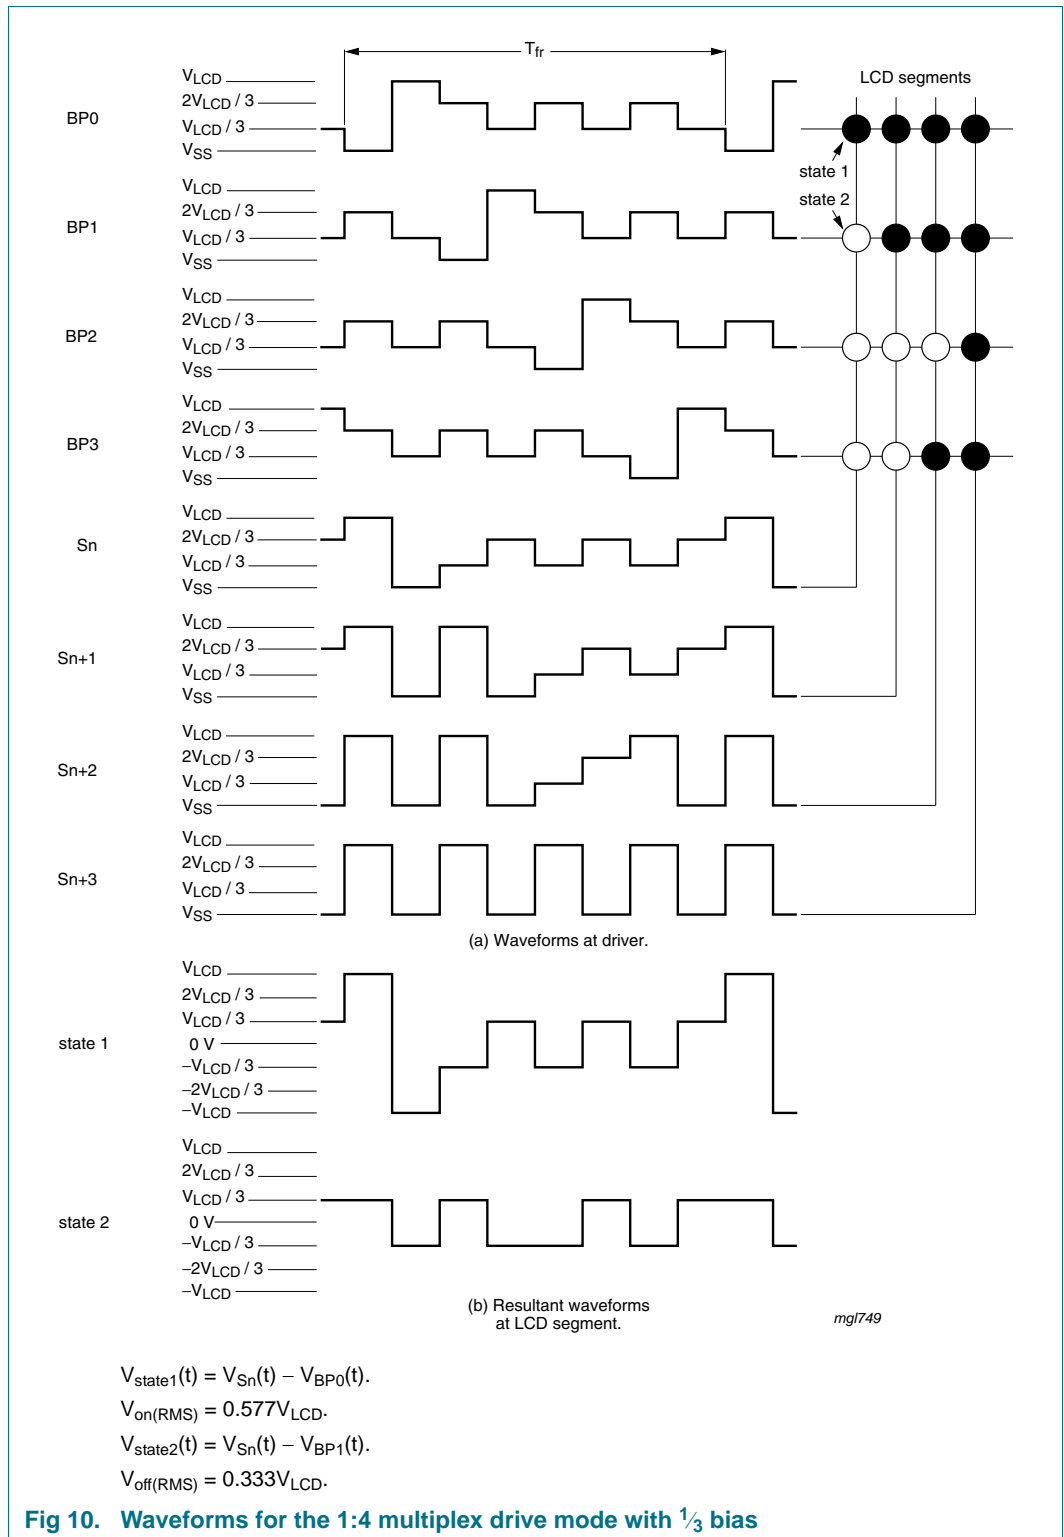 T_fr
V_LCD
2V_LCD / 3
V_LCD / 3
V_SS
BP0
LCD segments
state 1
state 2
V_LCD
2V_LCD / 3
V_LCD / 3
V_SS
BP1
V_LCD
2V_LCD / 3
V_LCD / 3
V_SS
BP2
V_LCD
2V_LCD / 3
V_LCD / 3
V_SS
BP3
V_LCD
2V_LCD / 3
V_LCD / 3
V_SS
Sn
V_LCD
2V_LCD / 3
V_LCD / 3
V_SS
Sn+1
V_LCD
2V_LCD / 3
V_LCD / 3
V_SS
Sn+2
V_LCD
2V_LCD / 3
V_LCD / 3
V_SS
Sn+3
(a) Waveforms at driver.
V_LCD
2V_LCD / 3
V_LCD / 3
0 V
−V_LCD / 3
−2V_LCD / 3
−V_LCD
state 1
V_LCD
2V_LCD / 3
V_LCD / 3
0 V
−V_LCD / 3
−2V_LCD / 3
−V_LCD
state 2
(b) Resultant waveforms
at LCD segment.
mgl749
V_state1(t) = V_Sn(t) − V_BP0(t).
V_on(RMS) = 0.577V_LCD.
V_state2(t) = V_Sn(t) − V_BP1(t).
V_off(RMS) = 0.333V_LCD.
Fig 10. Waveforms for the 1:4 multiplex drive mode with 1⁄3 bias